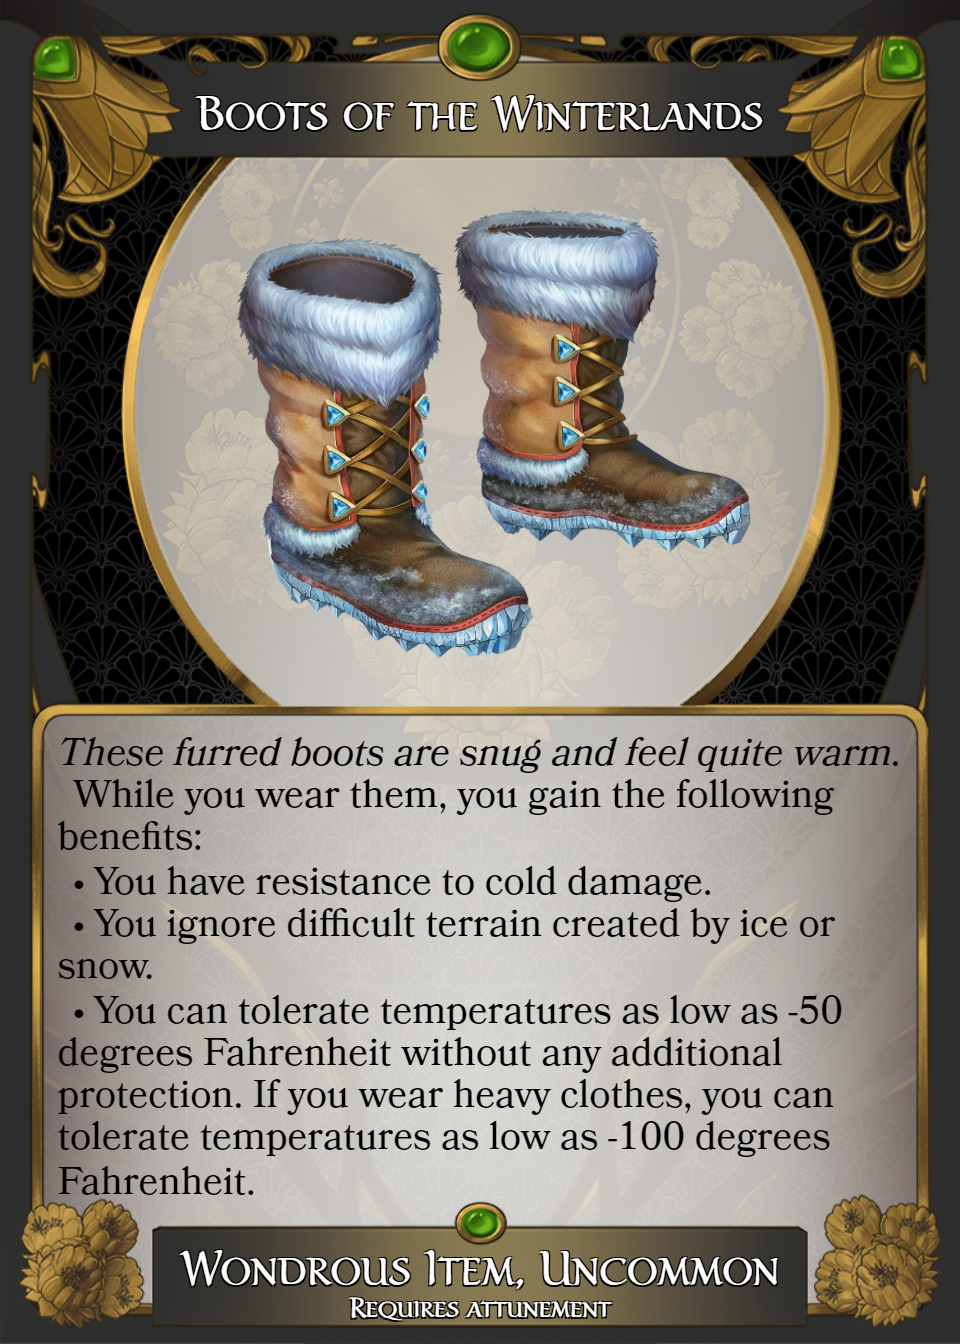 Boots of the Winterlands
These furred boots are snug and feel quite warm.
While you wear them, you gain the following
benefits:
• You have resistance to cold damage.
• You ignore difficult terrain created by ice or
snow.
• You can tolerate temperatures as low as -50
degrees Fahrenheit without any additional
protection. If you wear heavy clothes, you can
tolerate temperatures as low as -100 degrees
Fahrenheit.
Wondrous Item, Uncommon
Requires attunement